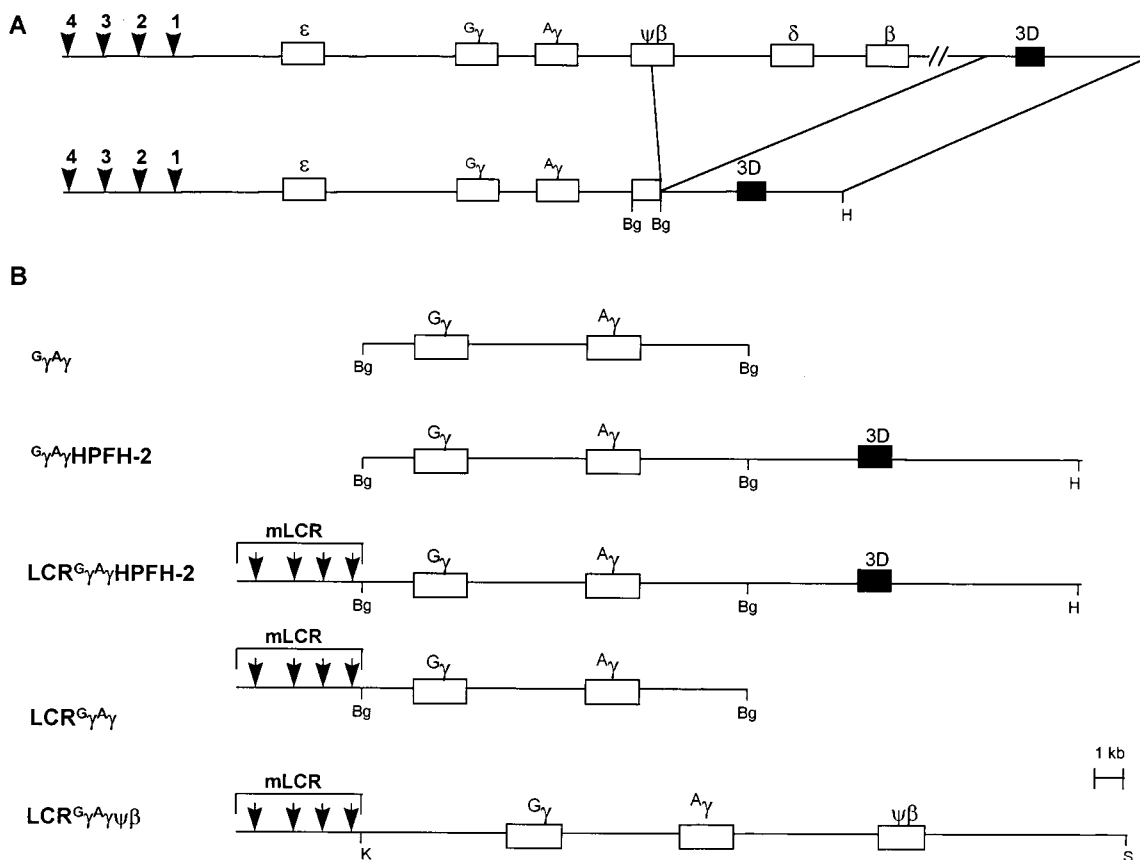 A
4 3 2 1 ε Gγ Aγ ψβ δ β // 3D
4 3 2 1 ε Gγ Aγ 3D
Bg Bg H
B
GγAγ
Gγ Aγ
Bg Bg
GγAγHPFH-2
Gγ Aγ 3D
Bg Bg H
mLCR
LCRGγAγHPFH-2
Gγ Aγ 3D
Bg Bg H
mLCR
LCRGγAγ
Gγ Aγ
Bg Bg
1 kb
mLCR
LCRGγAγψβ
Gγ Aγ ψβ
K S